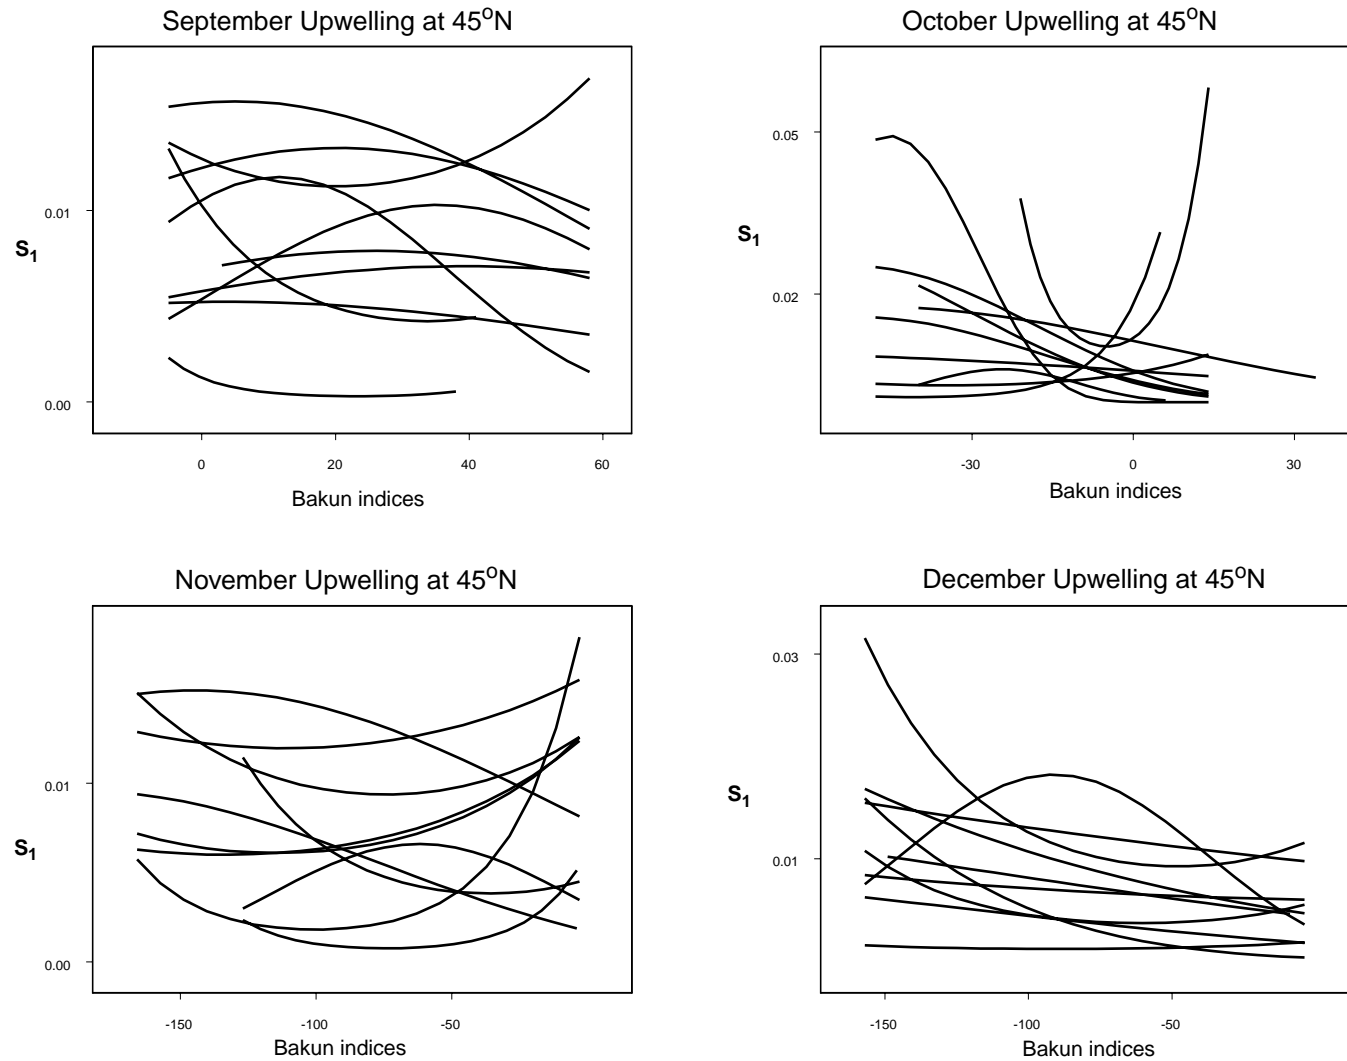 September Upwelling at 45oN
0.01
S1
0.00
0 20 40 60
Bakun indices
October Upwelling at 45oN
0.05
S1
0.02
-30 0 30
Bakun indices
November Upwelling at 45oN
0.01
S1
0.00
-150 -100 -50
Bakun indices
December Upwelling at 45oN
0.03
S1
0.01
-150 -100 -50
Bakun indices